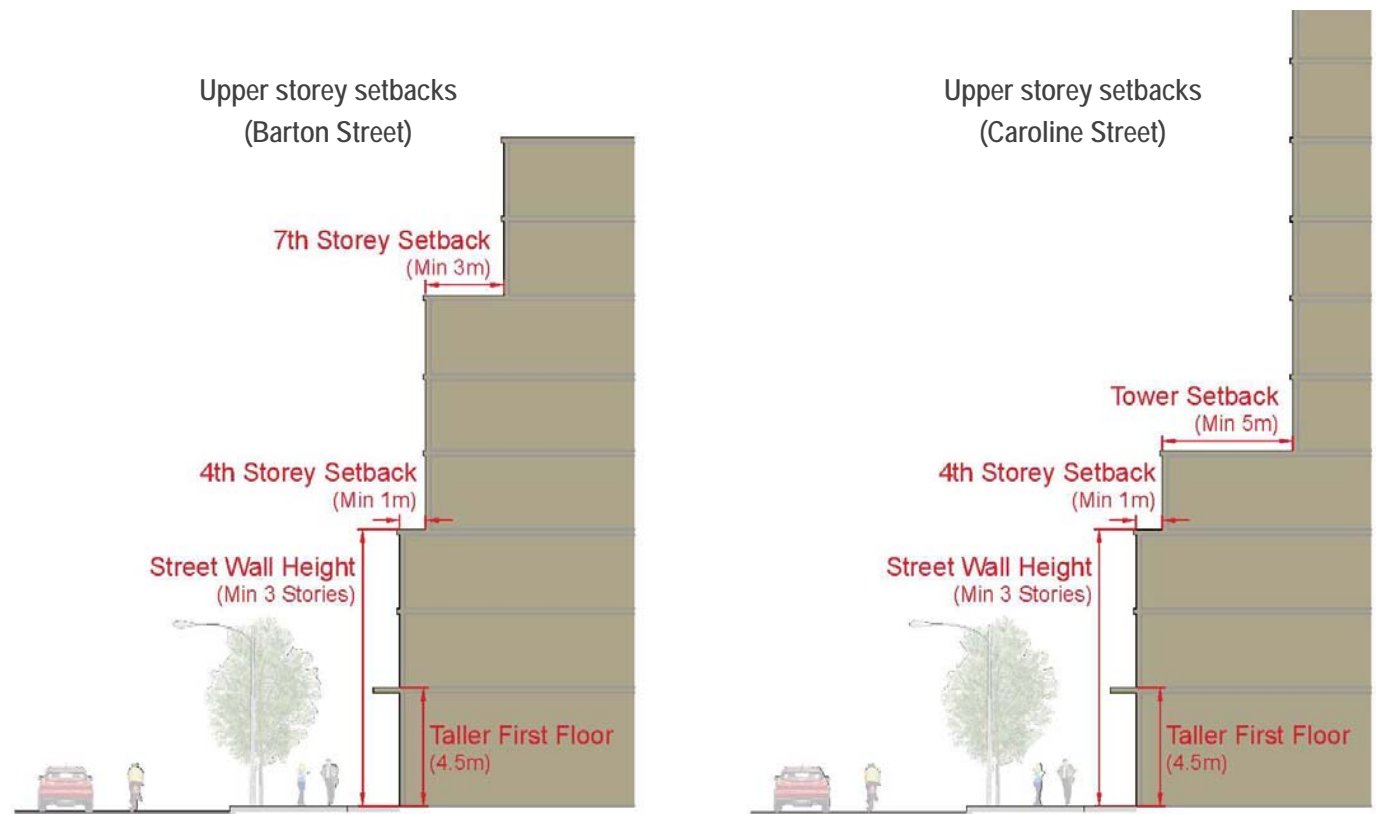 Upper storey setbacks
(Barton Street)
7th Storey Setback
(Min 3m)
4th Storey Setback
(Min 1m)
Street Wall Height
(Min 3 Stories)
Taller First Floor
(4.5m)
Upper storey setbacks
(Caroline Street)
Tower Setback
(Min 5m)
4th Storey Setback
(Min 1m)
Street Wall Height
(Min 3 Stories)
Taller First Floor
(4.5m)